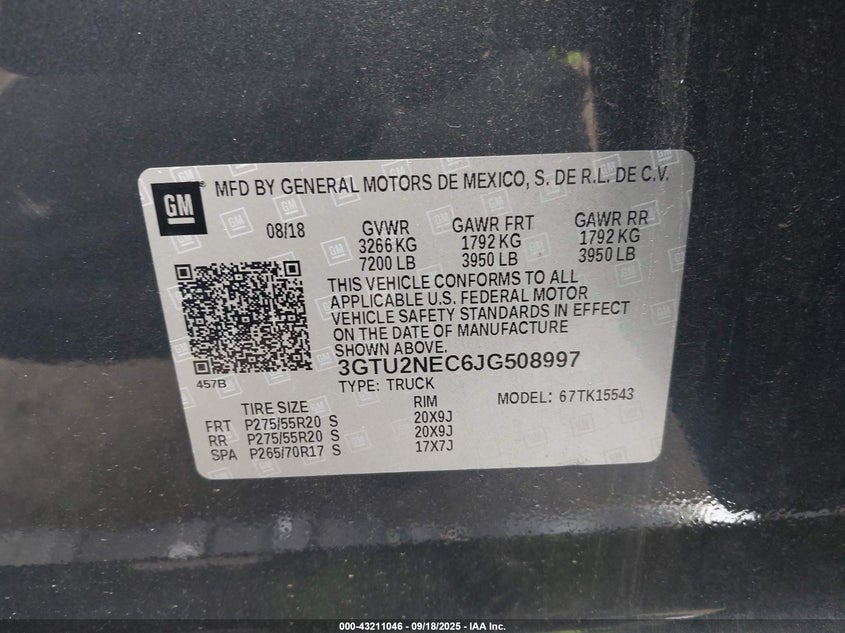 GM
MFD BY GENERAL MOTORS DE MEXICO, S. DE R.L. DE C.V.
08/18
GVWR GAWR FRT GAWR RR
3266 KG 1792 KG 1792 KG
7200 LB 3950 LB 3950 LB
THIS VEHICLE CONFORMS TO ALL
APPLICABLE U.S. FEDERAL MOTOR
VEHICLE SAFETY STANDARDS IN EFFECT
ON THE DATE OF MANUFACTURE
SHOWN ABOVE.
3GTU2NEC6JG508997
457B
TYPE: TRUCK
MODEL: 67TK15543
TIRE SIZE RIM
FRT P275/55R20 S 20X9J
RR P275/55R20 S 20X9J
SPA P265/70R17 S 17X7J
000-43211046 - 09/18/2025 - IAA Inc.